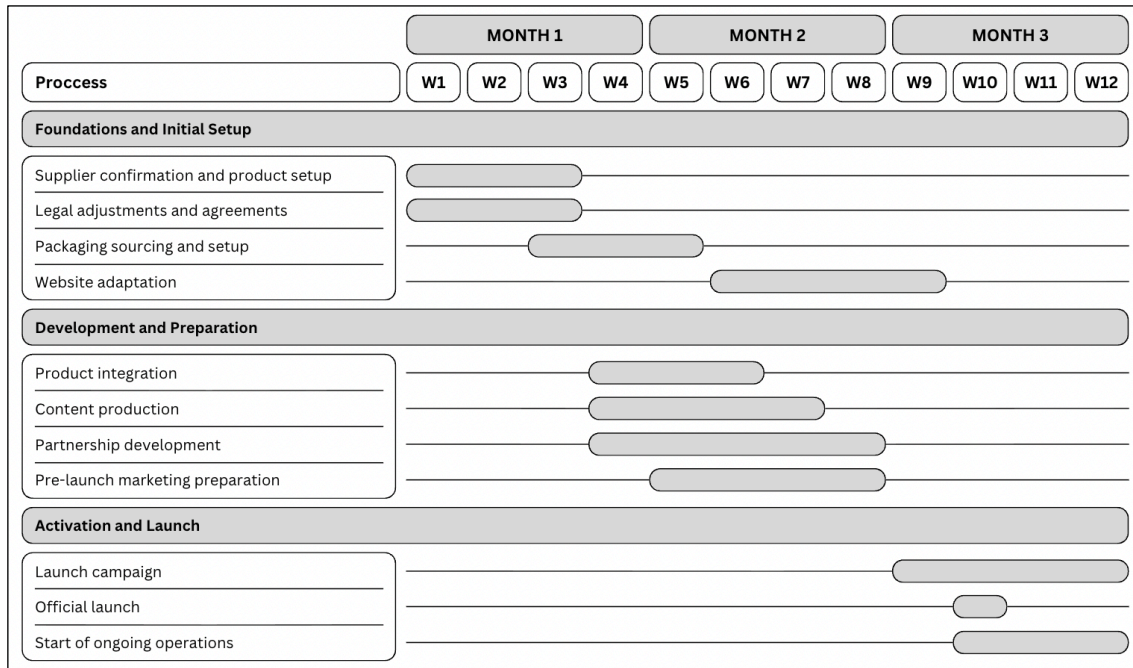 MONTH 1 MONTH 2 MONTH 3
Proccess W1 W2 W3 W4 W5 W6 W7 W8 W9 W10 W11 W12
Foundations and Initial Setup
Supplier confirmation and product setup
Legal adjustments and agreements
Packaging sourcing and setup
Website adaptation
Development and Preparation
Product integration
Content production
Partnership development
Pre-launch marketing preparation
Activation and Launch
Launch campaign
Official launch
Start of ongoing operations